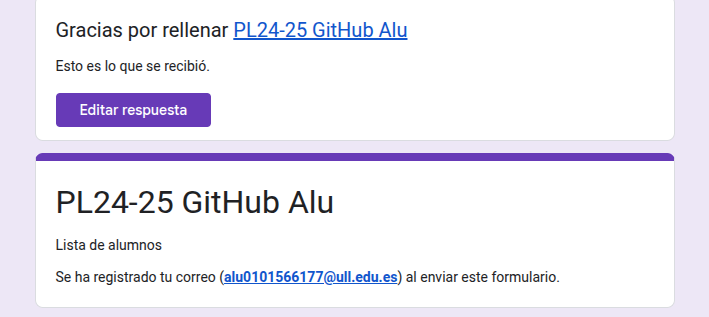 Gracias por rellenar PL24-25 GitHub Alu
Esto es lo que se recibió.
Editar respuesta
PL24-25 GitHub Alu
Lista de alumnos
Se ha registrado tu correo (alu0101566177@ull.edu.es) al enviar este formulario.